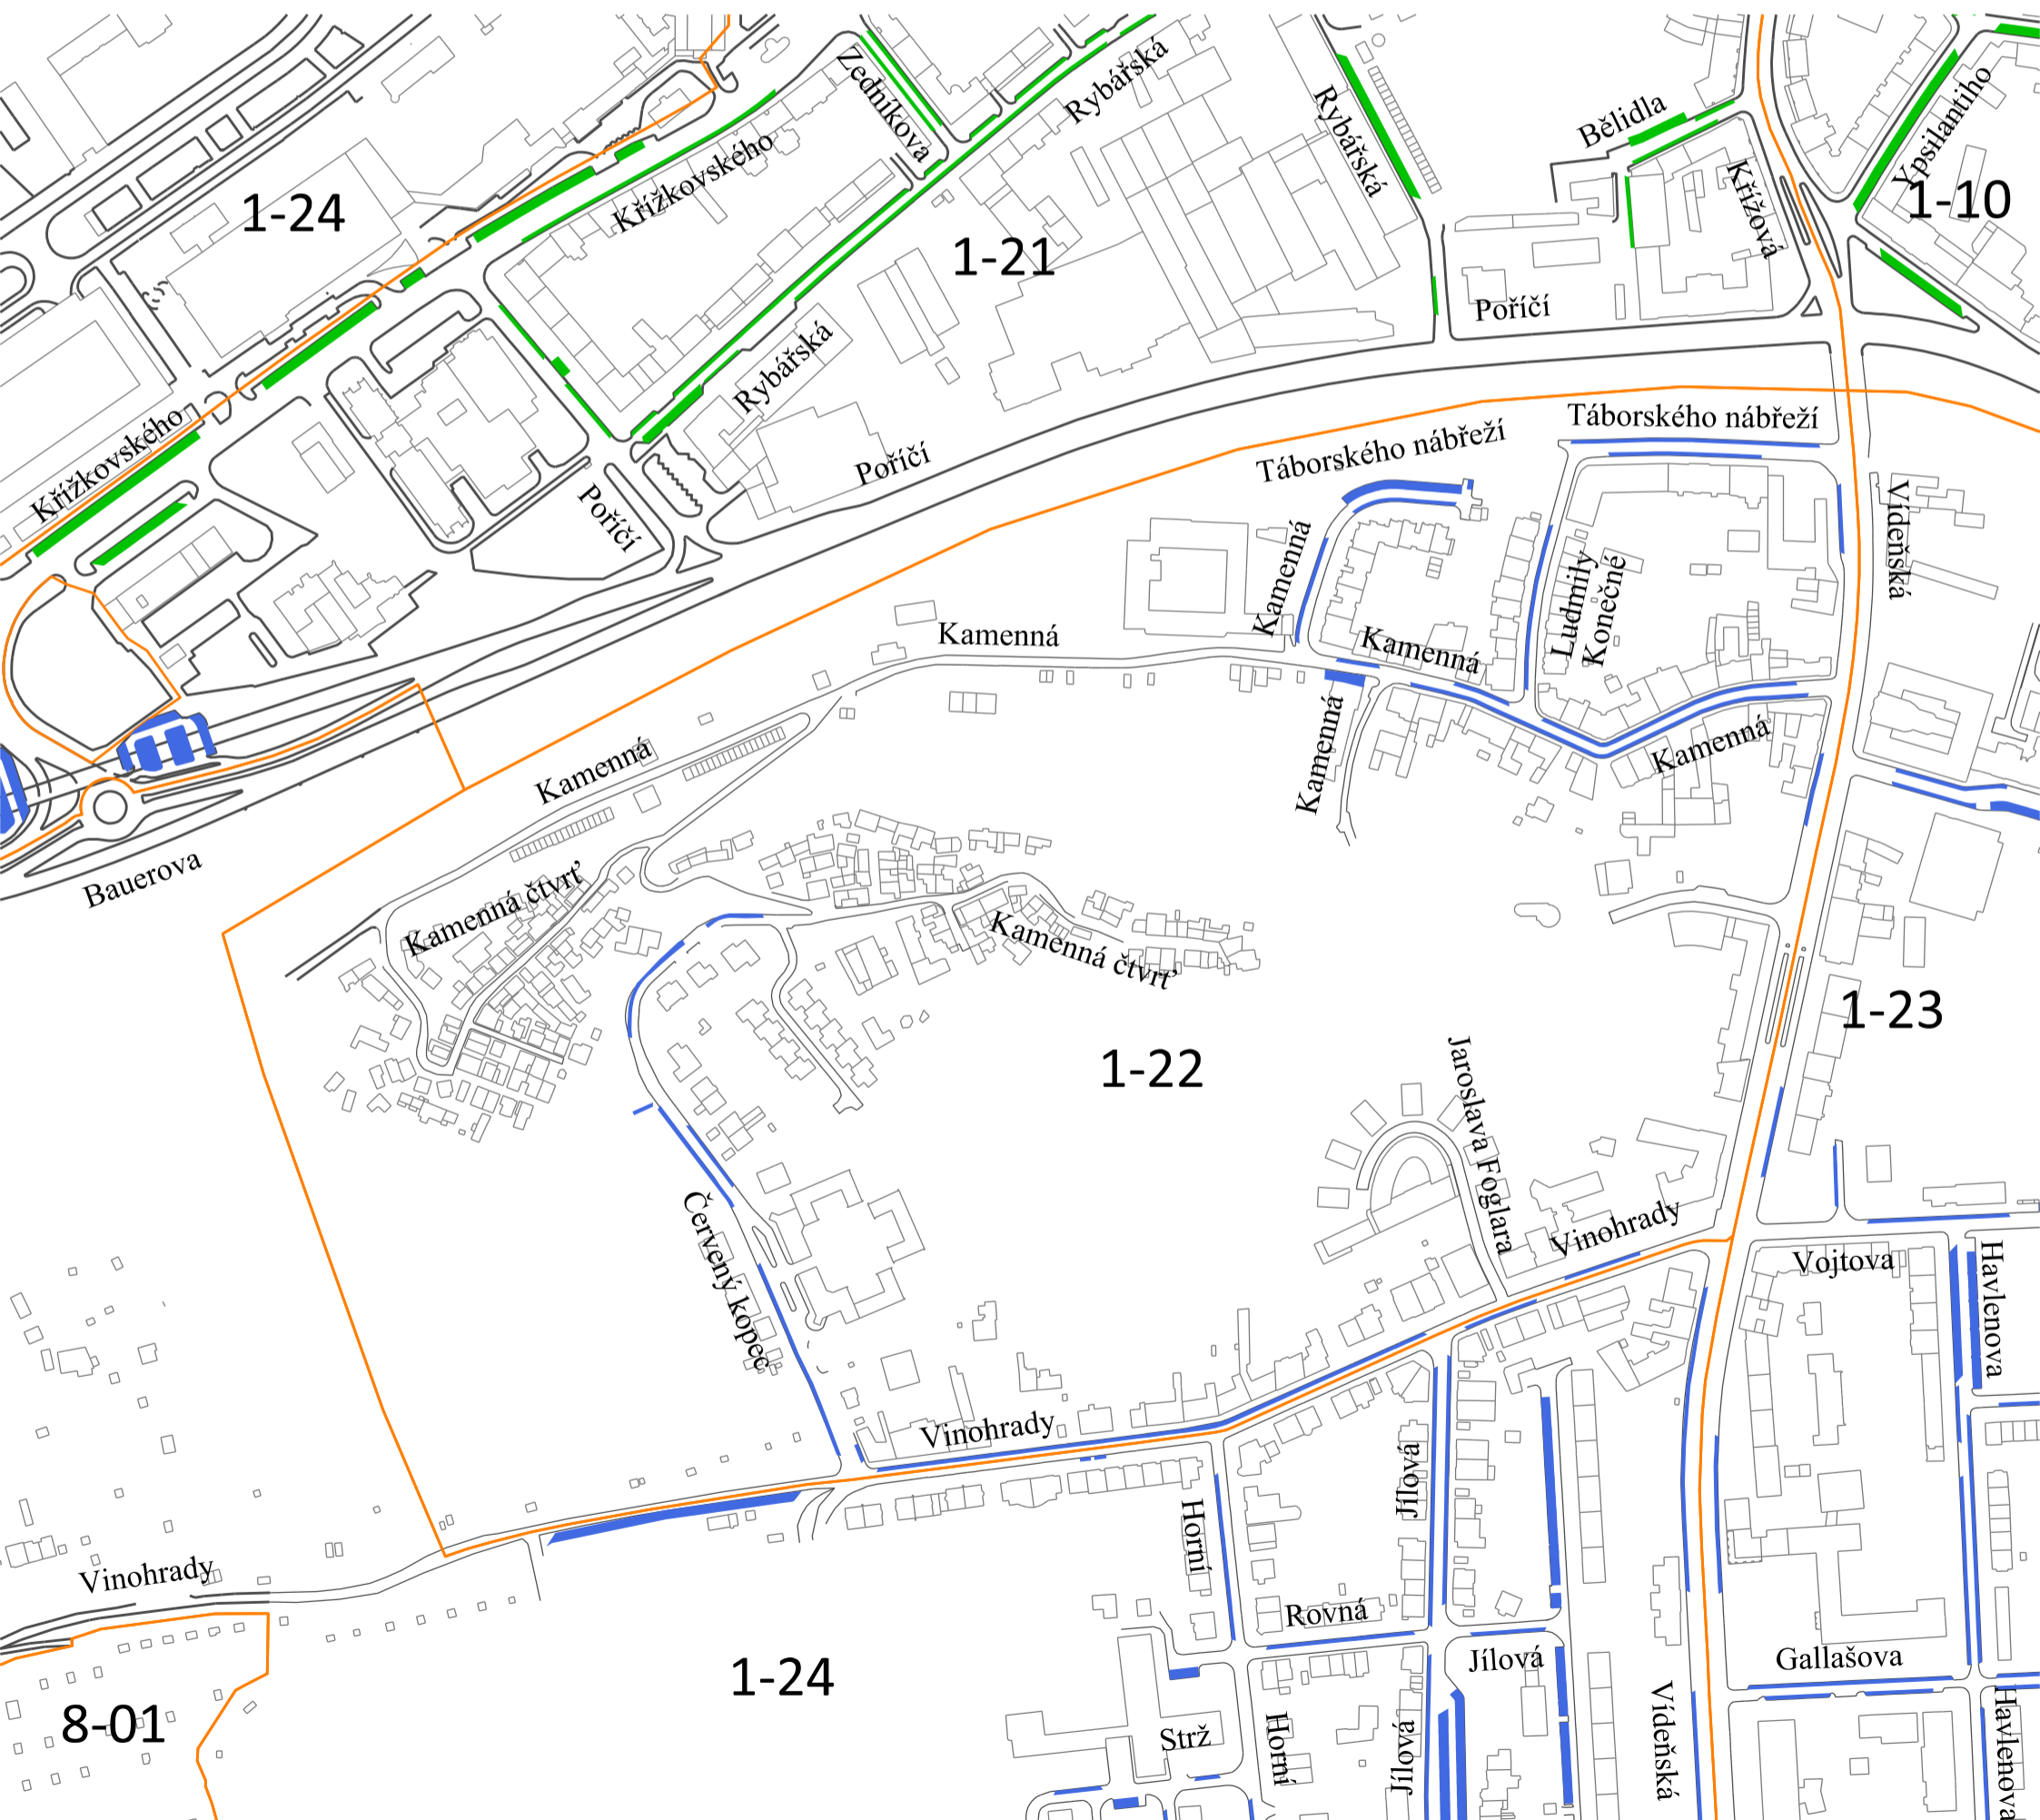 Zedníkova
Rybářská
Rybářská
Bělidla
Křížová
Ypsilantiho
1-10
1-24
Křížkovského
1-21
Poříčí
Rybářská
Křížkovského
Poříčí
Poříčí
Táborského nábřeží
Táborského nábřeží
Vídeňská
Kamenná
Kamenná
Kamenná
Ludmily
Konečné
Kamenná
Kamenná
Kamenná
Bauerova
Kamenná čtvrť
Kamenná čtvrť
1-23
1-22
Jaroslava Foglara
Červený kopec
Vinohrady
Vojtova
Havlenova
Vinohrady
Jílová
Horní
Vinohrady
Rovná
Jílová
Gallašova
1-24
8-01
Strž
Horní
Jílová
Vídeňská
Havlenova